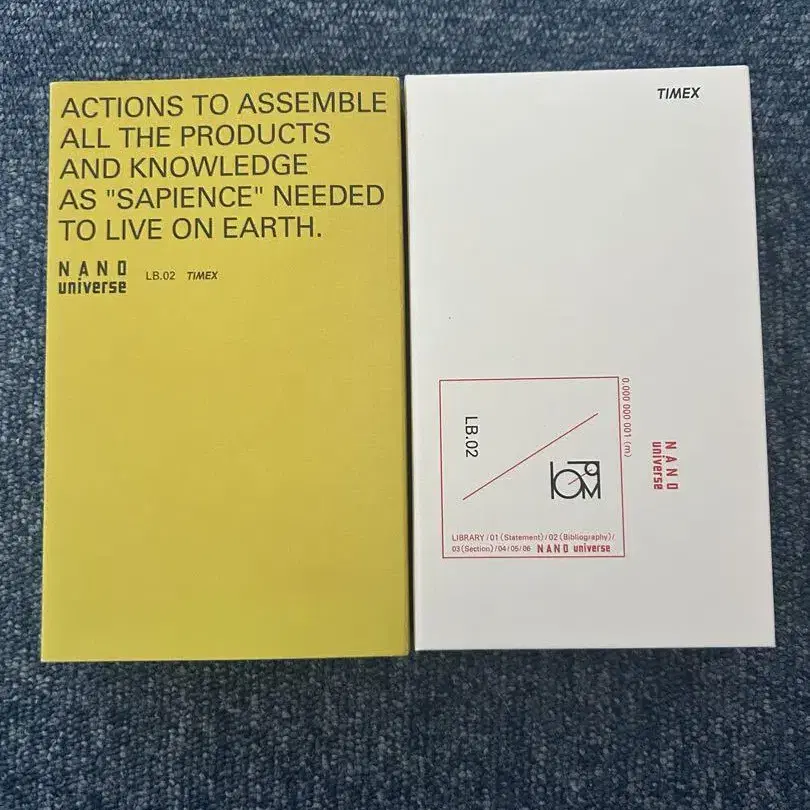 ACTIONS TO ASSEMBLE
ALL THE PRODUCTS
AND KNOWLEDGE
AS "SAPIENCE" NEEDED
TO LIVE ON EARTH.
NANO
universe
LB.02 TIMEX
TIMEX
0.000 000 001 (m)
NANO
universe
LB.02
LIBRARY/01(Statement)/02(Bibliography)/
03(Section)/04/05/06 NANO universe